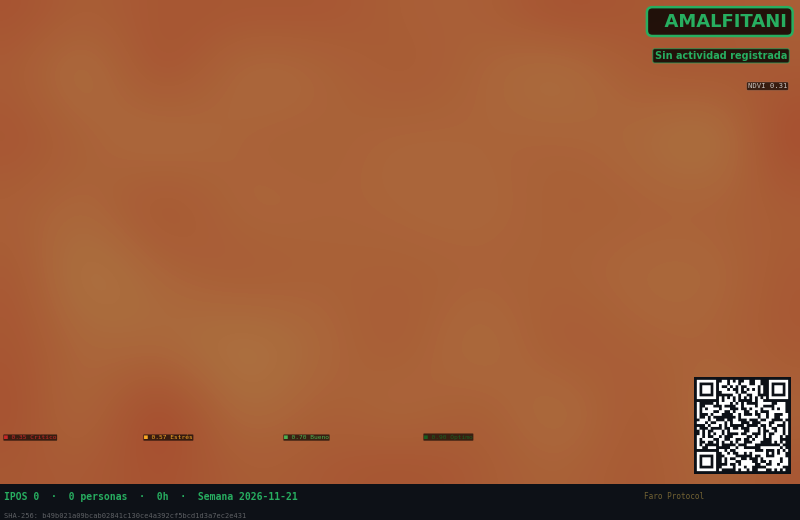 AMALFITANI
Sin actividad registrada
NDVI 0.31
0.57 Estrés
0.70 Bueno
IPOS 0 · 0 personas · 0h · Semana 2026-11-21
Faro Protocol
SHA-256: b49b021a09bcab02841c130ce4a392cf5bcd1d3a7ec2e431